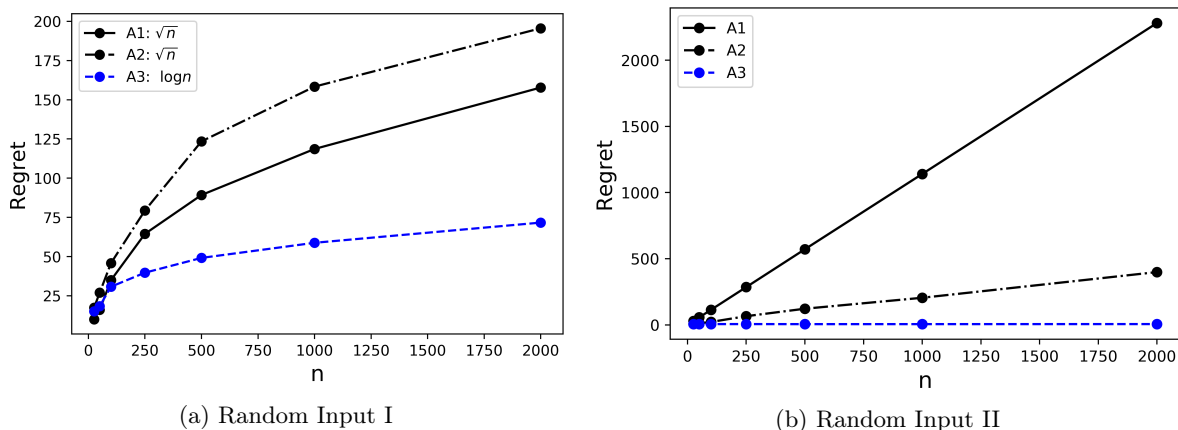 200
175
150
125
100
75
50
25
Regret
A1: √n
A2: √n
A3: logn
0 250 500 750 1000 1250 1500 1750 2000
n
(a) Random Input I
2000
1500
1000
500
0
Regret
A1
A2
A3
0 250 500 750 1000 1250 1500 1750 2000
n
(b) Random Input II